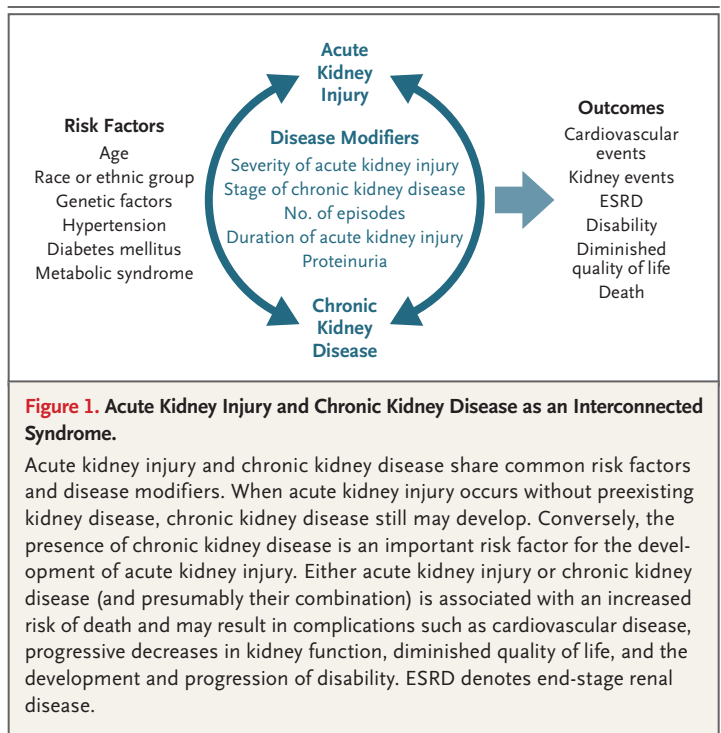 Acute
Kidney
Injury
Risk Factors
Age
Race or ethnic group
Genetic factors
Hypertension
Diabetes mellitus
Metabolic syndrome
Disease Modifiers
Severity of acute kidney injury
Stage of chronic kidney disease
No. of episodes
Duration of acute kidney injury
Proteinuria
Chronic
Kidney
Disease
Outcomes
Cardiovascular
events
Kidney events
ESRD
Disability
Diminished
quality of life
Death
Figure 1. Acute Kidney Injury and Chronic Kidney Disease as an Interconnected
Syndrome.
Acute kidney injury and chronic kidney disease share common risk factors
and disease modifiers. When acute kidney injury occurs without preexisting
kidney disease, chronic kidney disease still may develop. Conversely, the
presence of chronic kidney disease is an important risk factor for the devel-
opment of acute kidney injury. Either acute kidney injury or chronic kidney
disease (and presumably their combination) is associated with an increased
risk of death and may result in complications such as cardiovascular disease,
progressive decreases in kidney function, diminished quality of life, and the
development and progression of disability. ESRD denotes end-stage renal
disease.